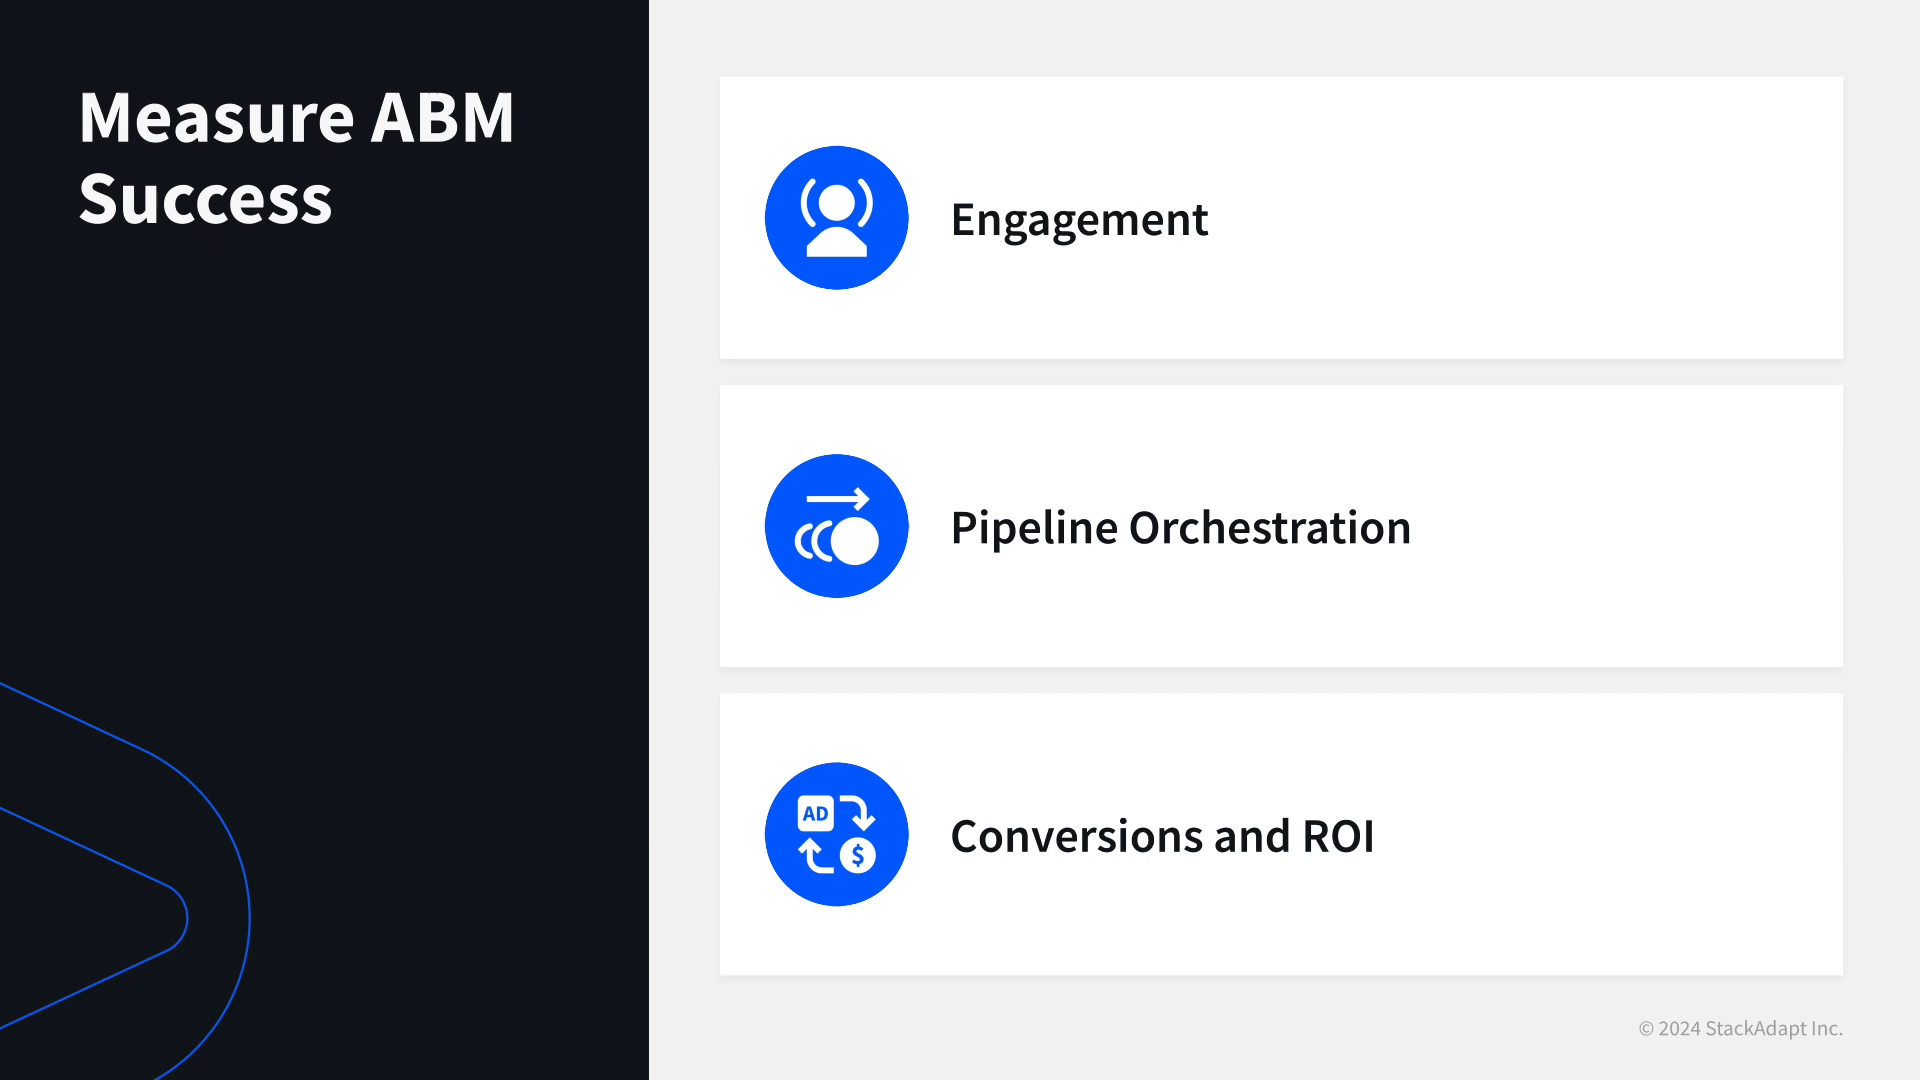 Measure ABM
Success
Engagement
Pipeline Orchestration
AD
$
Conversions and ROI
© 2024 StackAdapt Inc.